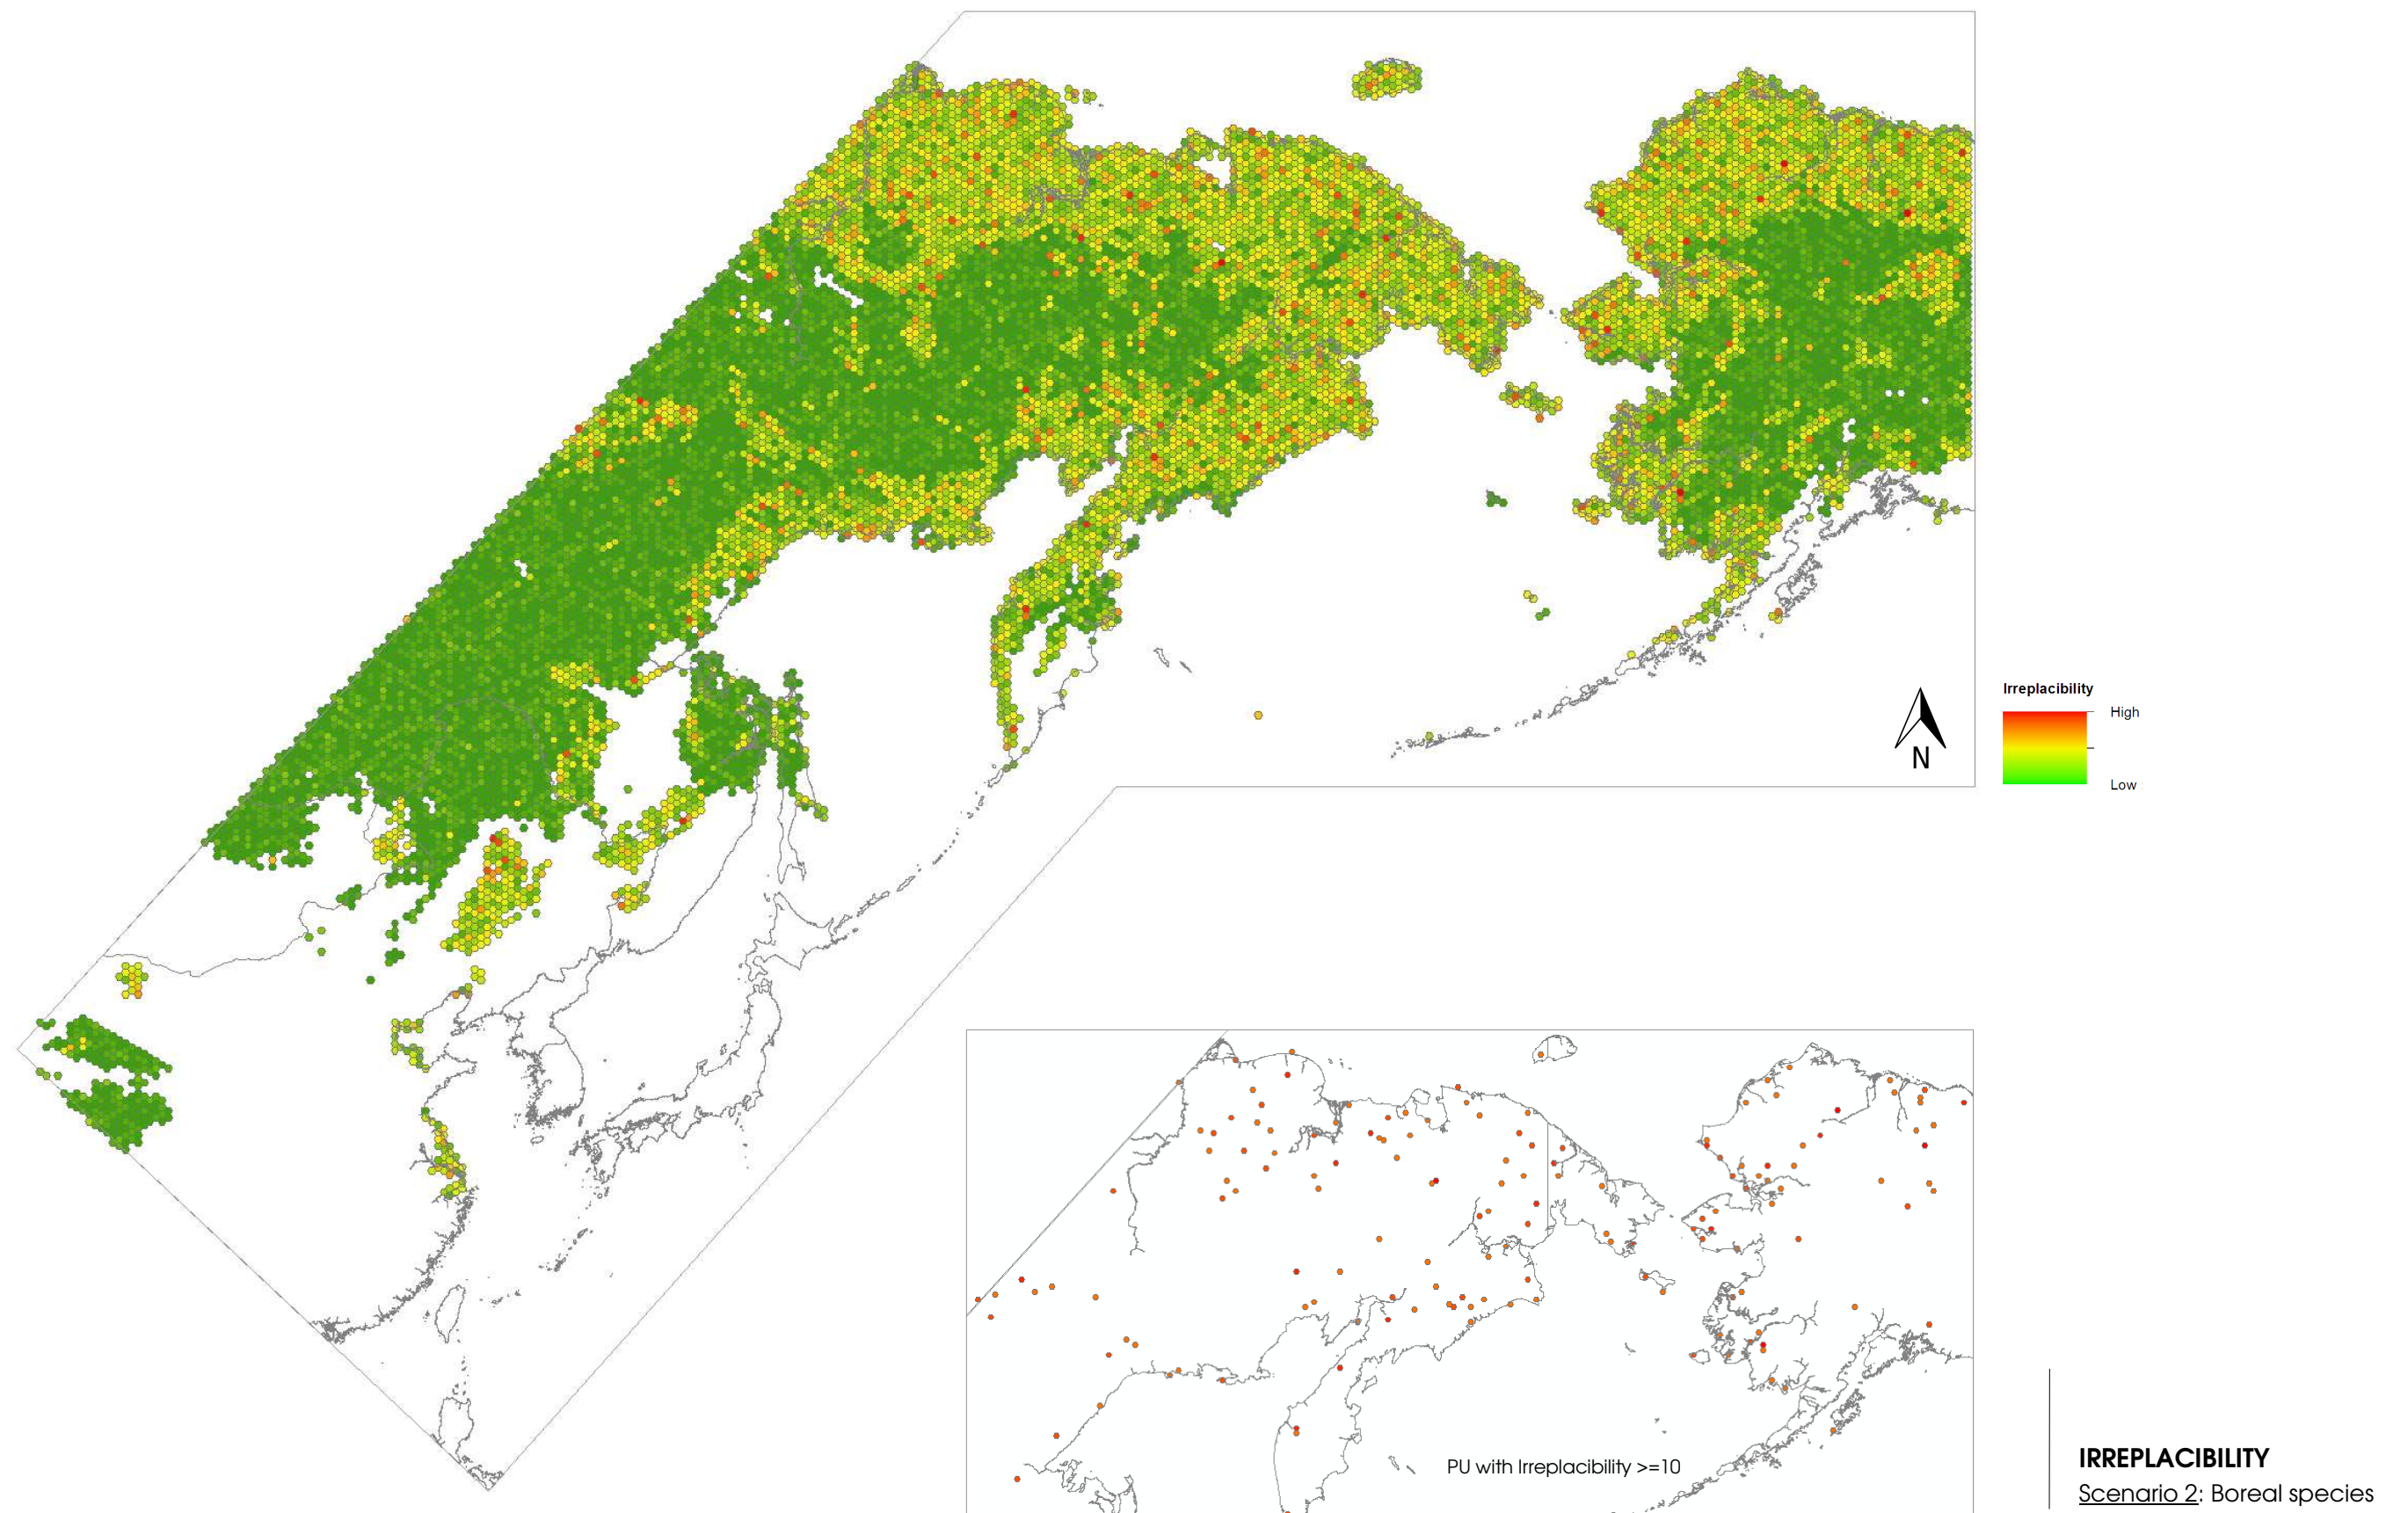 Irreplacibility
High
Low
N
PU with Irreplacibility >=10
IRREPLACIBILITY
Scenario 2: Boreal species